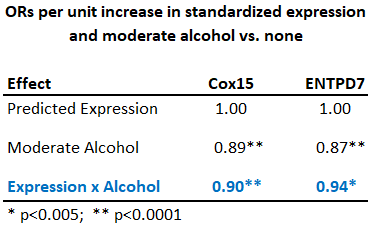 ORs per unit increase in standardized expression
and moderate alcohol vs. none
Effect Cox15 ENTPD7
Predicted Expression 1.00 1.00
Moderate Alcohol 0.89** 0.87**
Expression x Alcohol 0.90** 0.94*
* p<0.005; ** p<0.0001